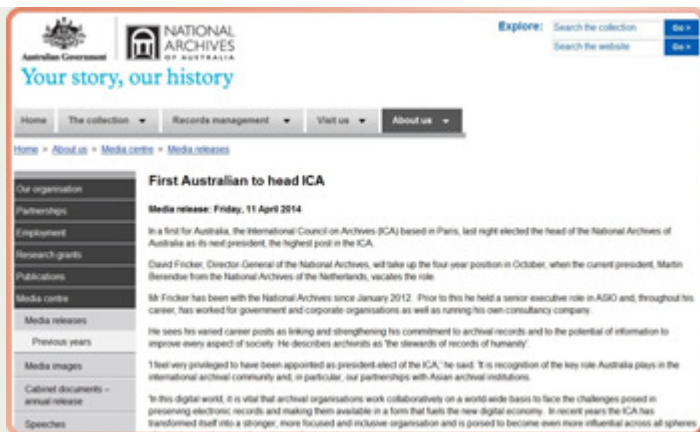 Australian Government
NATIONAL
ARCHIVES
OF AUSTRALIA
Your story, our history
Explore:
Search the collection
Go >
Search the website
Go >
Home
The collection
Records management
Visit us
About us
Home > About us > Media centre > Media releases
Our organisation
Partnerships
Employment
Research grants
Publications
Media centre
Media releases
Previous years
Media images
Cabinet documents –
annual release
Speeches
First Australian to head ICA
Media release: Friday, 11 April 2014
In a first for Australia, the International Council on Archives (ICA) based in Paris, last night elected the head of the National Archives of
Australia as its next president, the highest post in the ICA.
David Fricker, Director-General of the National Archives, will take up the four year position in October, when the current president, Martin
Berendse from the National Archives of the Netherlands, vacates the role.
Mr Fricker has been with the National Archives since January 2012. Prior to this he held a senior executive role in ASIO and, throughout his
career, has worked for government and corporate organisations as well as running his own consultancy company.
He sees his varied career posts as linking and strengthening his commitment to archival records and to the potential of information to
improve every aspect of society. He describes archivists as 'the stewards of records of humanity'.
'I feel very privileged to have been appointed as president-elect of the ICA,' he said. 'It is recognition of the key role Australia plays in the
international archival community and, in particular, our partnerships with Asian archival institutions.
'In this digital world, it is vital that archival organisations work collaboratively on a world-wide basis to face the challenges posed in
preserving electronic records and making them available in a form that fuels the new digital economy. In recent years the ICA has
transformed itself into a stronger, more focused and inclusive organisation and is poised to become even more influential across all spheres